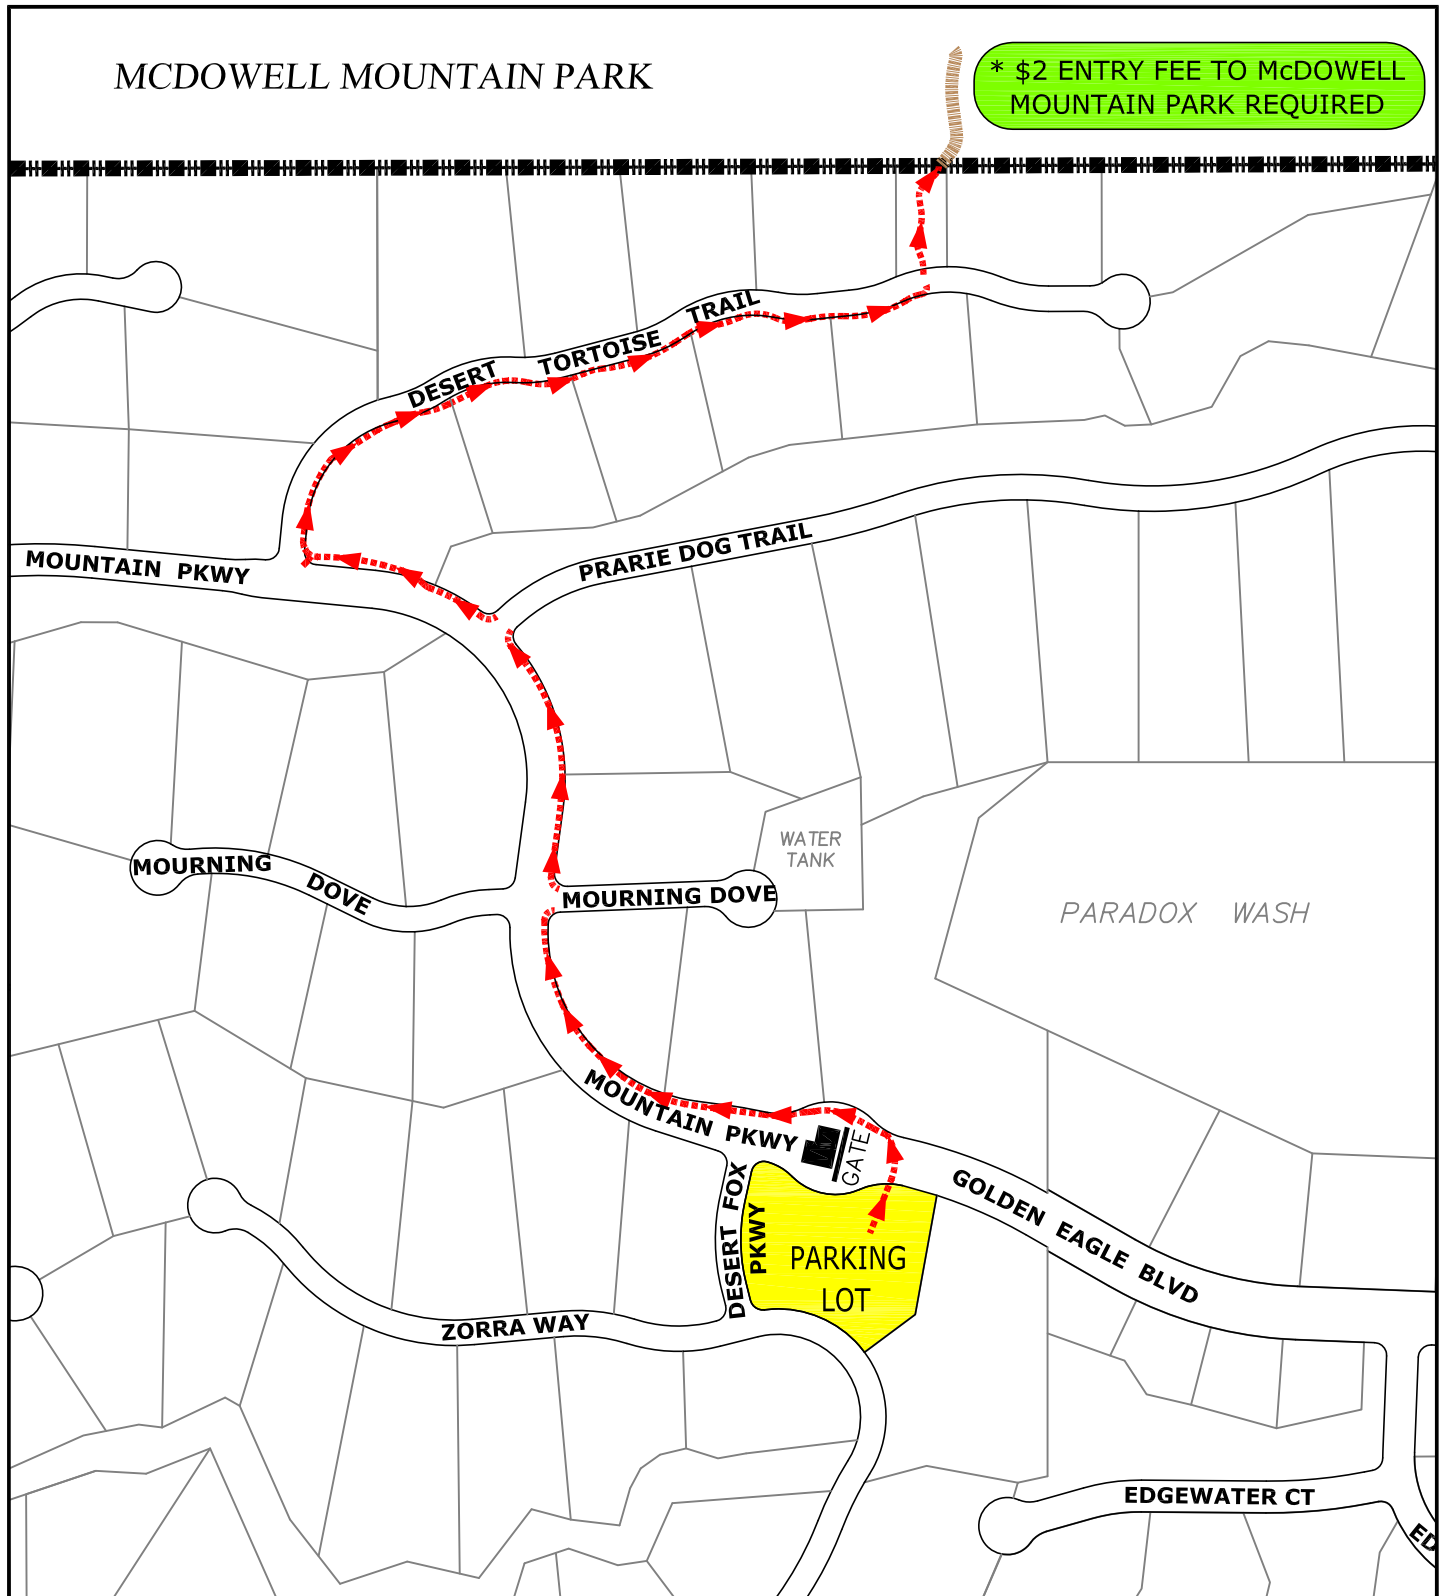 MCDOWELL MOUNTAIN PARK
* $2 ENTRY FEE TO McDOWELL
MOUNTAIN PARK REQUIRED
DESERT TORTOISE TRAIL
PRARIE DOG TRAIL
MOUNTAIN PKWY
WATER
TANK
MOURNING DOVE
MOURNING DOVE
PARADOX WASH
MOUNTAIN PKWY
GATE
GOLDEN EAGLE BLVD
DESERT FOX
PKWY
PARKING
LOT
ZORRA WAY
EDGEWATER CT
ED